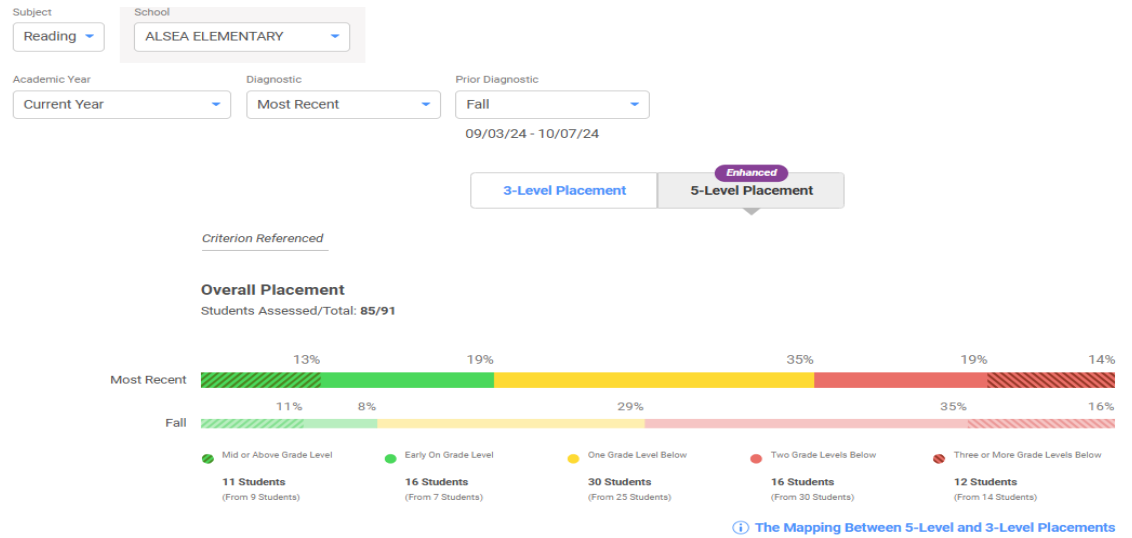 Subject School
Reading ALSEA ELEMENTARY
Academic Year Diagnostic Prior Diagnostic
Current Year Most Recent Fall
09/03/24 - 10/07/24
Enhanced
3-Level Placement 5-Level Placement
Criterion Referenced
Overall Placement
Students Assessed/Total: 85/91
13% 19% 35% 19% 14%
Most Recent
11% 8% 29% 35% 16%
Fall
Mid or Above Grade Level Early On Grade Level One Grade Level Below Two Grade Levels Below Three or More Grade Levels Below
11 Students 16 Students 30 Students 16 Students 12 Students
(From 9 Students) (From 7 Students) (From 25 Students) (From 30 Students) (From 14 Students)
The Mapping Between 5-Level and 3-Level Placements